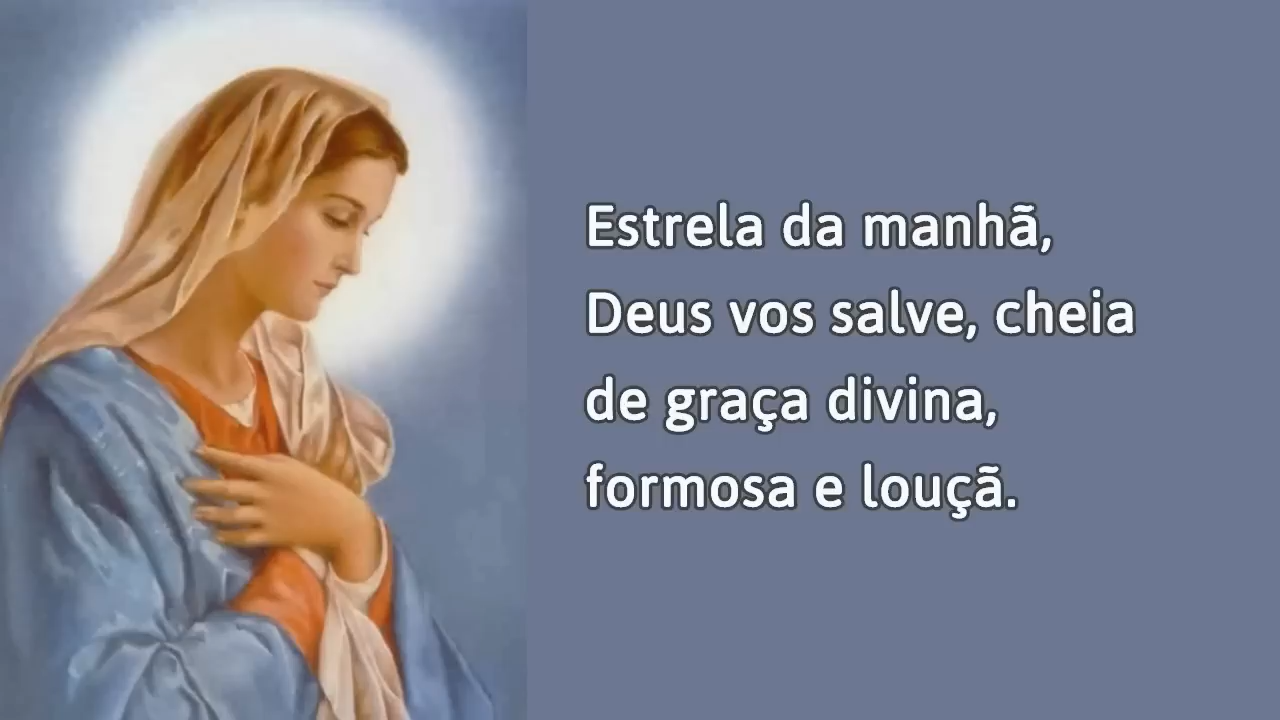 Estrela da manhã,
Deus vos salve, cheia
de graça divina,
formosa e louçã.